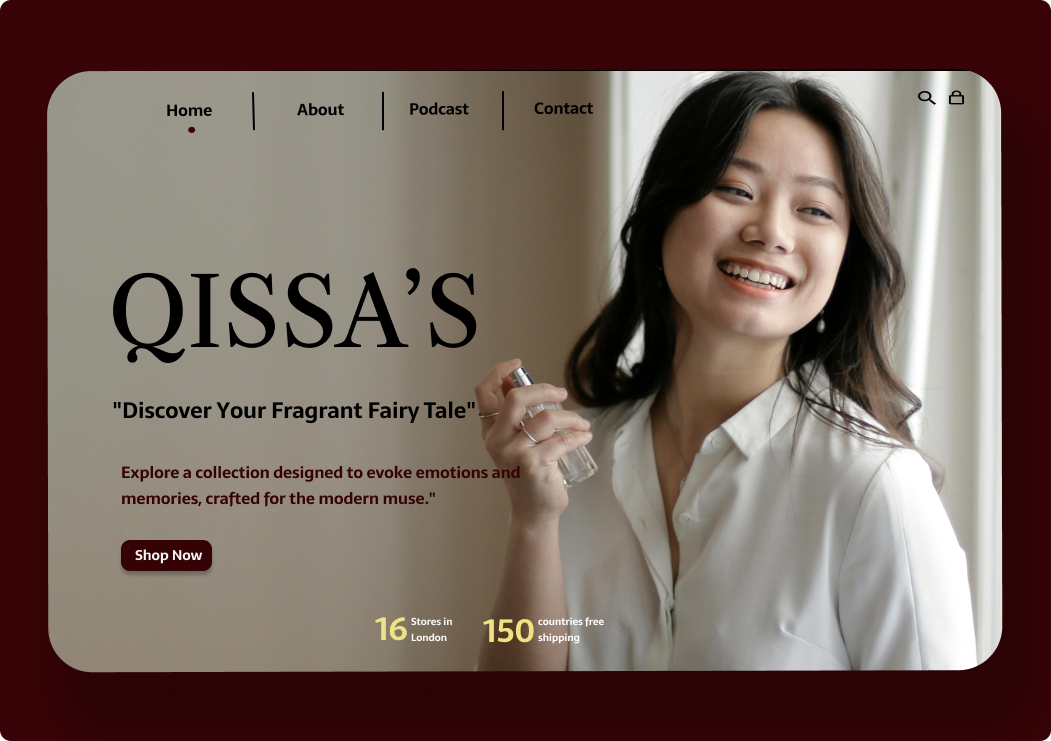 Home
About
Podcast
Contact
QISSA’S
"Discover Your Fragrant Fairy Tale"
Explore a collection designed to evoke emotions and
memories, crafted for the modern muse."
Shop Now
16 Stores in
London
150 countries free
shipping